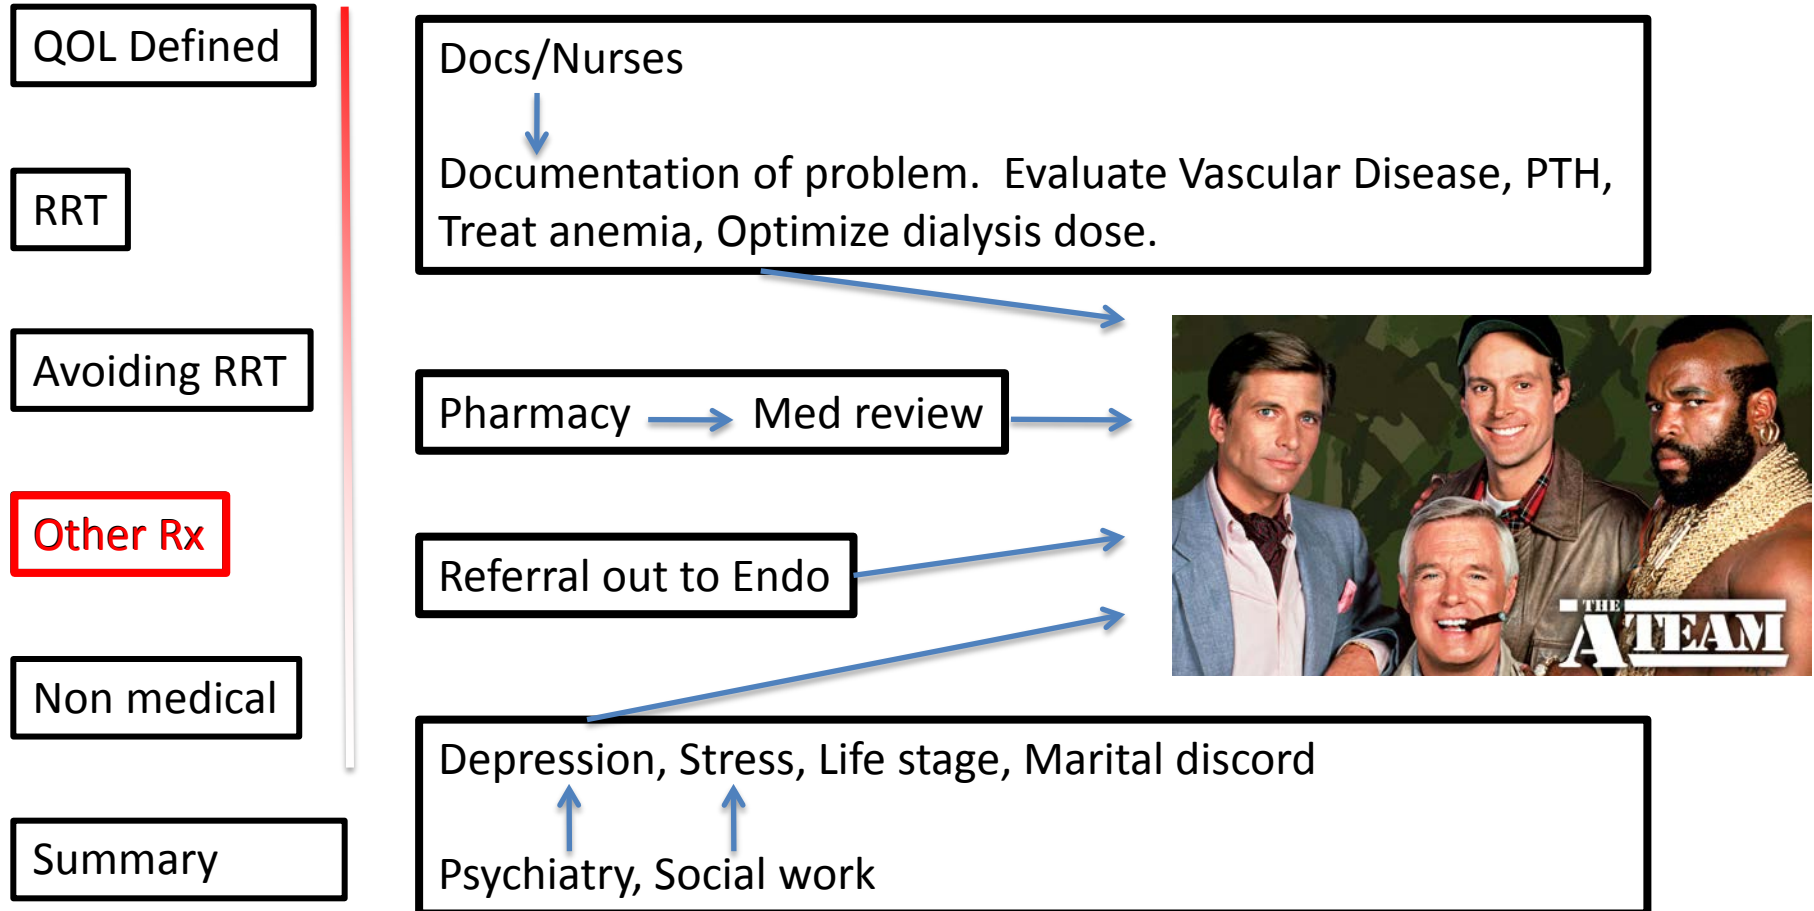 QOL Defined
RRT
Avoiding RRT
Other Rx
Non medical
Summary
Docs/Nurses
Documentation of problem.  Evaluate Vascular Disease, PTH,
Treat anemia, Optimize dialysis dose.
Pharmacy
Med review
Referral out to Endo
Depression, Stress, Life stage, Marital discord
Psychiatry, Social work
THE
A TEAM